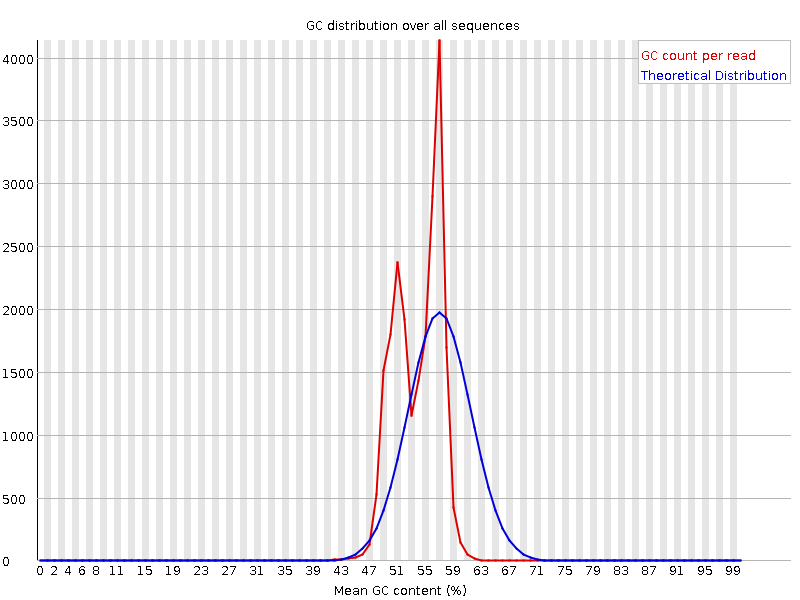 GC distribution over all sequences
GC count per read
Theoretical Distribution
4000
3500
3000
2500
2000
1500
1000
500
0
0 2 4 6 8 11 15 19 23 27 31 35 39 43 47 51 55 59 63 67 71 75 79 83 87 91 95 99
Mean GC content (%)